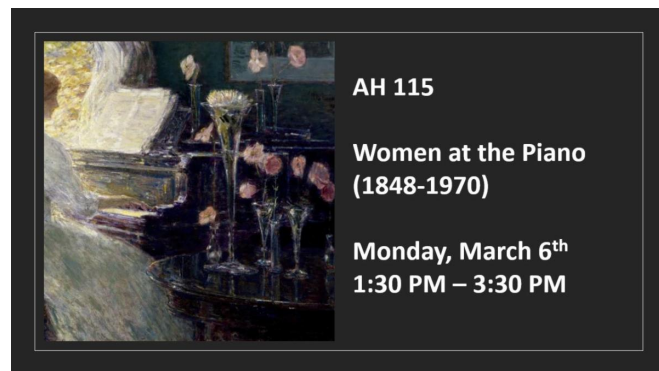 AH 115
Women at the Piano
(1848-1970)
Monday, March 6th
1:30 PM – 3:30 PM